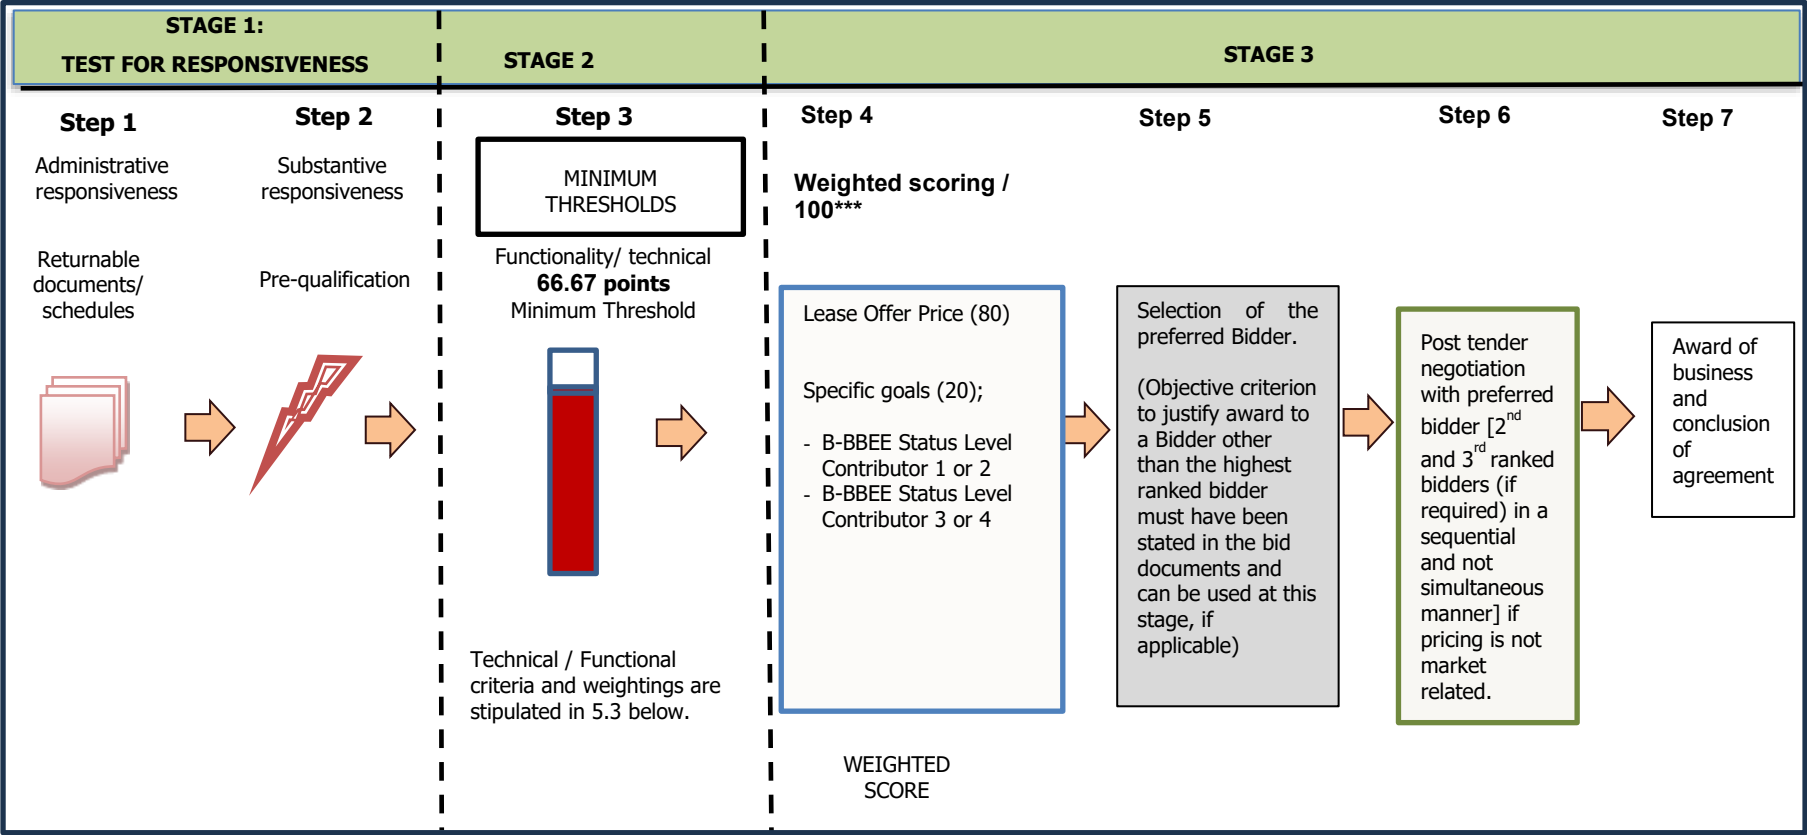 STAGE 1:
TEST FOR RESPONSIVENESS
STAGE 2
STAGE 3
Step 1
Administrative
responsiveness
Returnable
documents/
schedules
Step 2
Substantive
responsiveness
Pre-qualification
Step 3
MINIMUM
THRESHOLDS
Functionality/ technical
66.67 points
Minimum Threshold
Technical / Functional
criteria and weightings are
stipulated in 5.3 below.
Step 4
Weighted scoring /
100***
Lease Offer Price (80)
Specific goals (20);
- B-BBEE Status Level
Contributor 1 or 2
- B-BBEE Status Level
Contributor 3 or 4
WEIGHTED
SCORE
Step 5
Selection of the
preferred Bidder.
(Objective criterion
to justify award to
a Bidder other
than the highest
ranked bidder
must have been
stated in the bid
documents and
can be used at this
stage, if
applicable)
Step 6
Post tender
negotiation
with preferred
bidder [2nd
and 3rd ranked
bidders (if
required) in a
sequential
and not
simultaneous
manner] if
pricing is not
market
related.
Step 7
Award of
business
and
conclusion
of
agreement